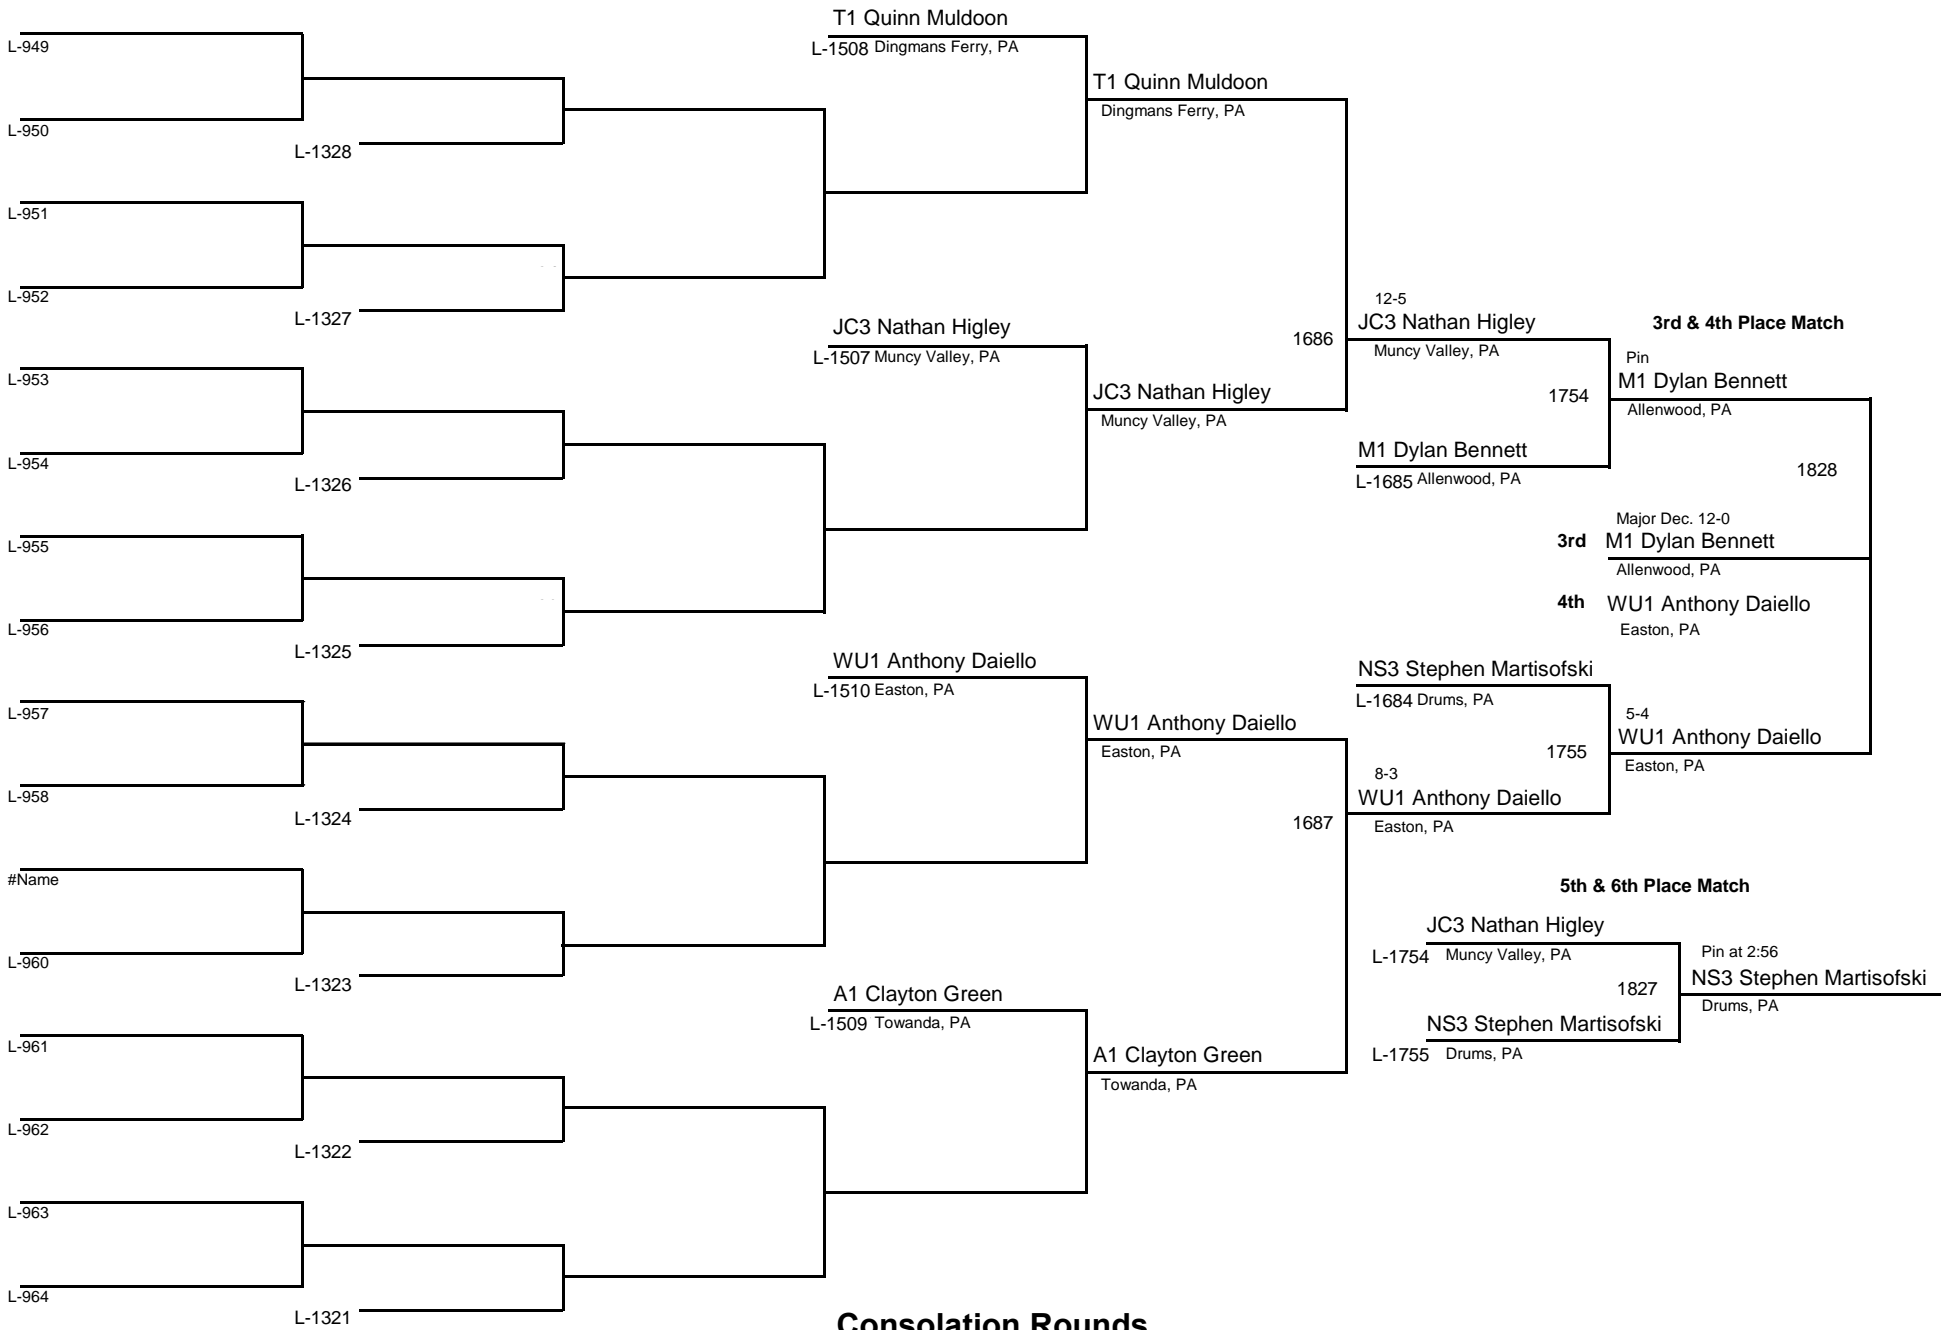 L-949
L-950
L-1328
L-951
L-952
L-1327
L-953
L-954
L-1326
L-955
L-956
L-1325
L-957
L-958
L-1324
#Name
L-960
L-1323
L-961
L-962
L-1322
L-963
L-964
L-1321
T1 Quinn Muldoon
L-1508 Dingmans Ferry, PA
JC3 Nathan Higley
L-1507 Muncy Valley, PA
WU1 Anthony Daiello
L-1510 Easton, PA
A1 Clayton Green
L-1509 Towanda, PA
T1 Quinn Muldoon
Dingmans Ferry, PA
1686
JC3 Nathan Higley
Muncy Valley, PA
WU1 Anthony Daiello
Easton, PA
1687
A1 Clayton Green
Towanda, PA
12-5
JC3 Nathan Higley
Muncy Valley, PA
1754
M1 Dylan Bennett
L-1685 Allenwood, PA
NS3 Stephen Martisofski
L-1684 Drums, PA
1755
8-3
WU1 Anthony Daiello
Easton, PA
3rd & 4th Place Match
Pin
M1 Dylan Bennett
Allenwood, PA
1828
Major Dec. 12-0
3rd M1 Dylan Bennett
Allenwood, PA
4th WU1 Anthony Daiello
Easton, PA
5-4
WU1 Anthony Daiello
Easton, PA
5th & 6th Place Match
JC3 Nathan Higley
L-1754 Muncy Valley, PA
1827
NS3 Stephen Martisofski
L-1755 Drums, PA
Pin at 2:56
NS3 Stephen Martisofski
Drums, PA
Consolation Rounds